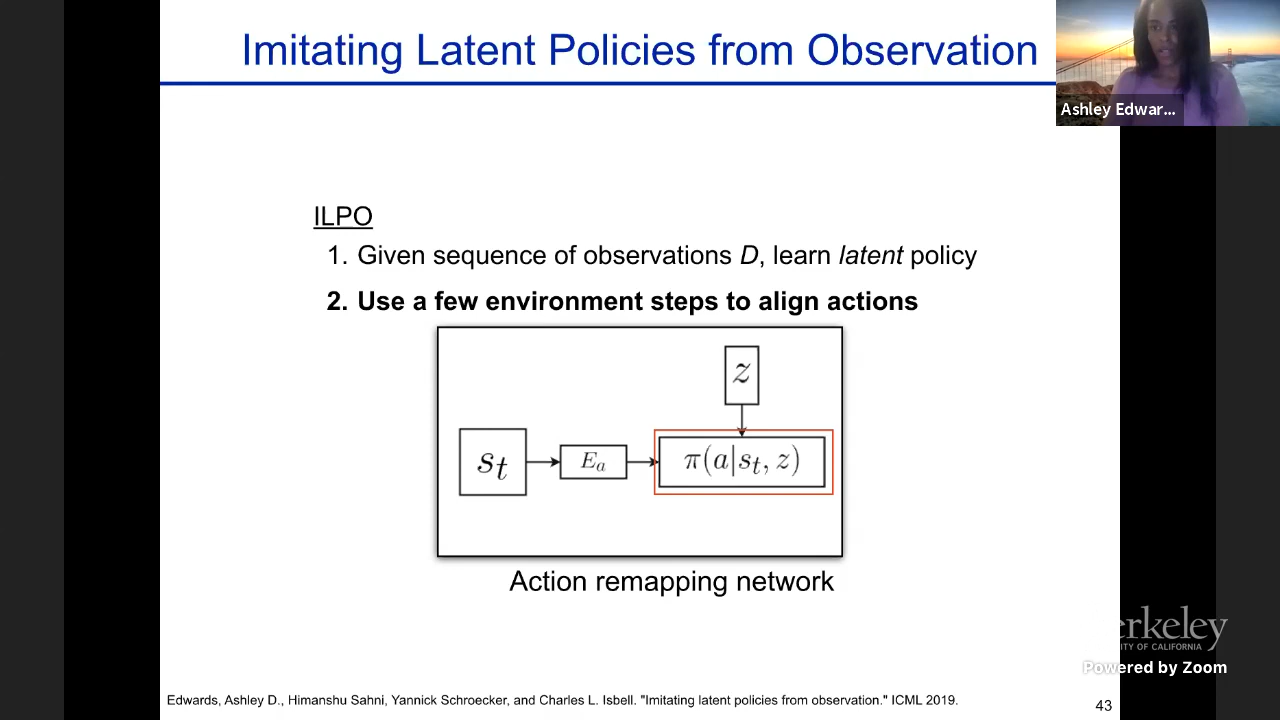 Imitating Latent Policies from Observation
Ashley Edwar...
ILPO
1. Given sequence of observations D, learn latent policy
2. Use a few environment steps to align actions
z
s_t
E_a
π(a|s_t, z)
Action remapping network
erkeley
ITY OF CALIFORNIA
Powered by Zoom
Edwards, Ashley D., Himanshu Sahni, Yannick Schroecker, and Charles L. Isbell. "Imitating latent policies from observation." ICML 2019.
43